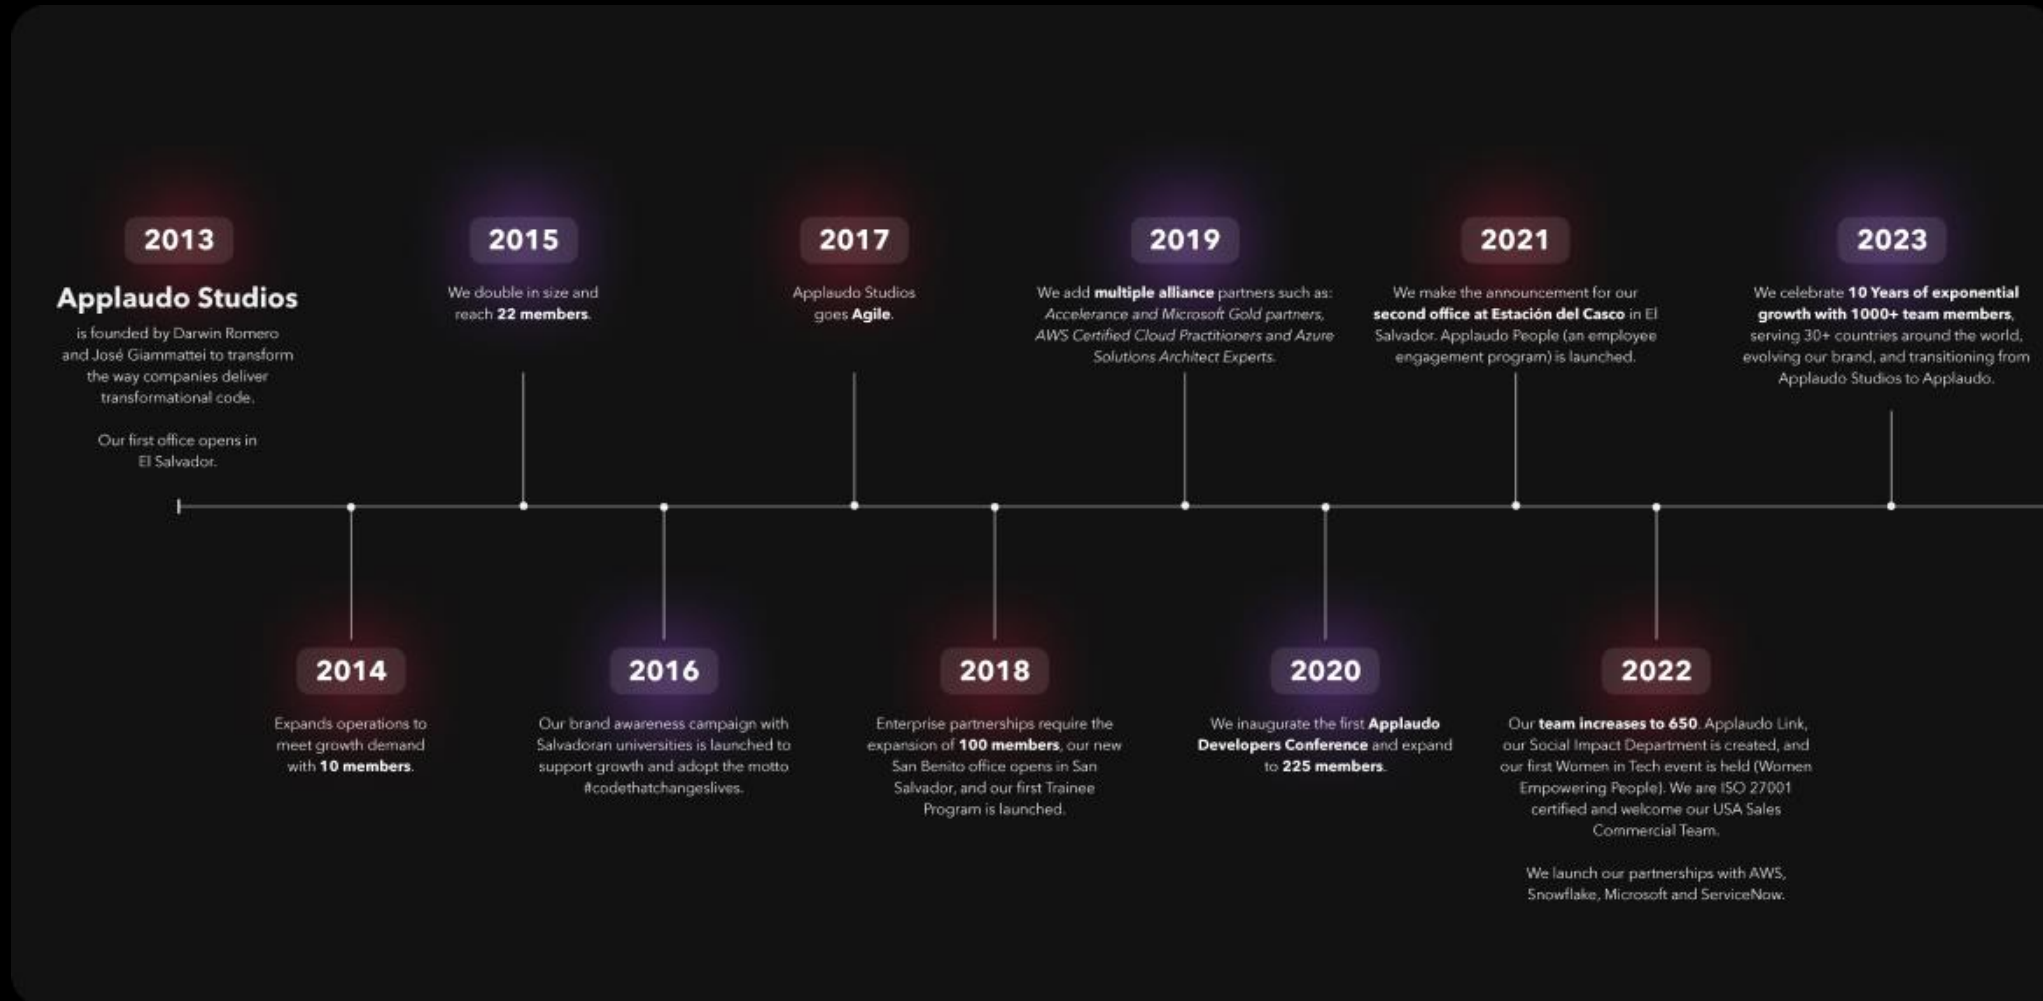 2013
Applaudo Studios
is founded by Darwin Romero
and José Giammattei to transform
the way companies deliver
transformational code.
Our first office opens in
El Salvador.
2014
Expands operations to
meet growth demand
with 10 members.
2015
We double in size and
reach 22 members.
2016
Our brand awareness campaign with
Salvadoran universities is launched to
support growth and adopt the motto
#codethatchangeslives.
2017
Applaudo Studios
goes Agile.
2018
Enterprise partnerships require the
expansion of 100 members, our new
San Benito office opens in San
Salvador, and our first Trainee
Program is launched.
2019
We add multiple alliance partners such as:
Accelerance and Microsoft Gold partners,
AWS Certified Cloud Practitioners and Azure
Solutions Architect Experts.
2020
We inaugurate the first Applaudo
Developers Conference and expand
to 225 members.
2021
We make the announcement for our
second office at Estación del Casco in El
Salvador. Applaudo People (an employee
engagement program) is launched.
2022
Our team increases to 650. Applaudo Link,
our Social Impact Department is created, and
our first Women in Tech event is held (Women
Empowering People). We are ISO 27001
certified and welcome our USA Sales
Commercial Team.
We launch our partnerships with AWS,
Snowflake, Microsoft and ServiceNow.
2023
We celebrate 10 Years of exponential
growth with 1000+ team members,
serving 30+ countries around the world,
evolving our brand, and transitioning from
Applaudo Studios to Applaudo.